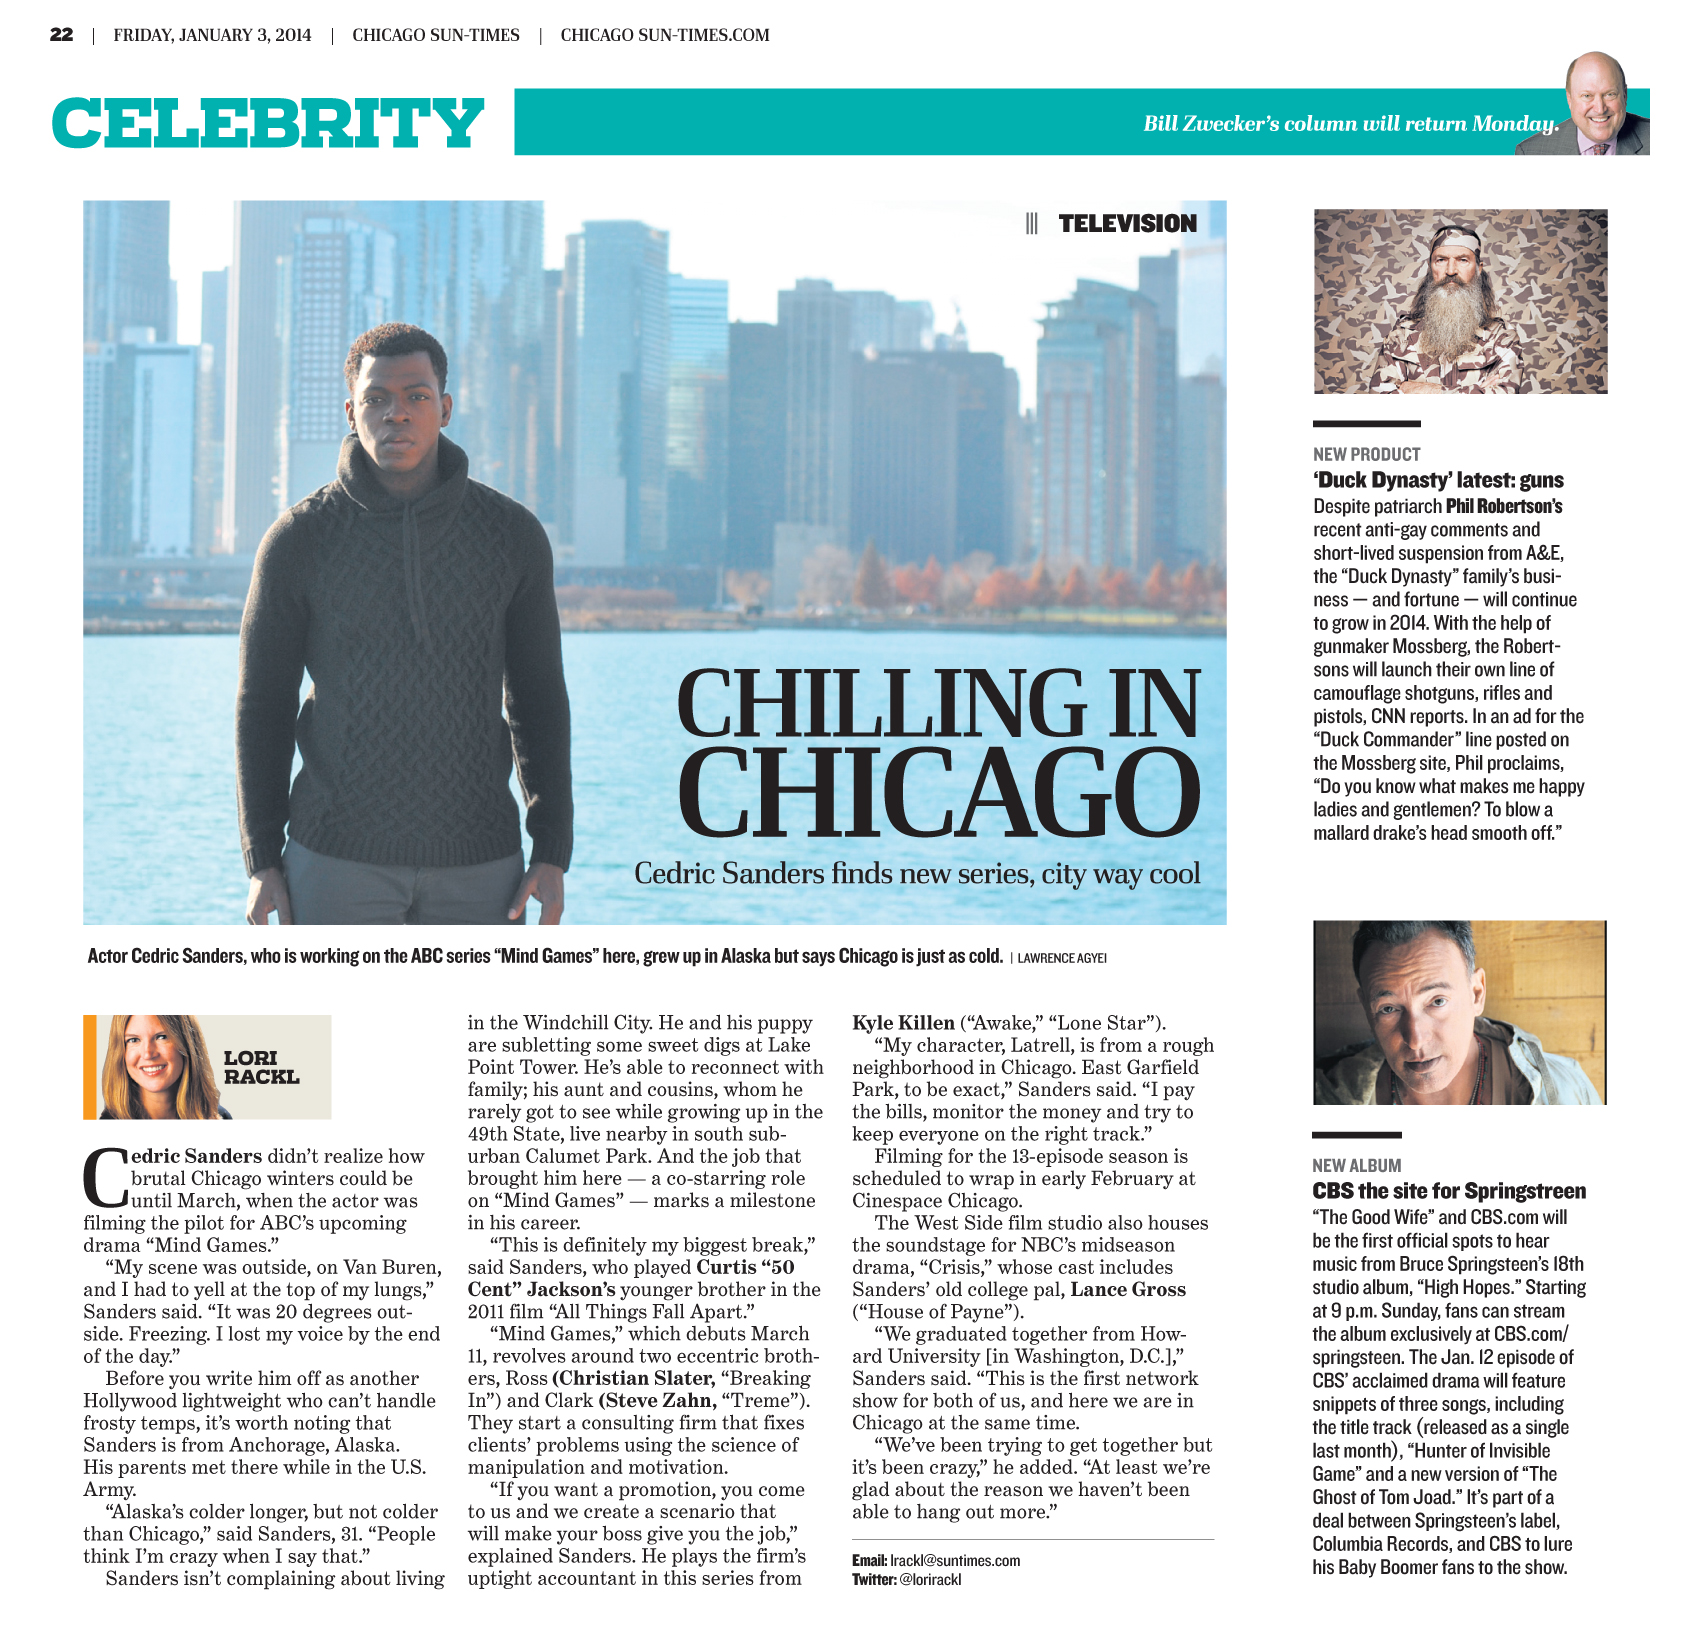 22 | FRIDAY, JANUARY 3, 2014 | CHICAGO SUN-TIMES | CHICAGO SUN-TIMES.COM
CELEBRITY
Bill Zwecker's column will return Monday.
TELEVISION
CHILLING IN
CHICAGO
Cedric Sanders finds new series, city way cool
Actor Cedric Sanders, who is working on the ABC series “Mind Games” here, grew up in Alaska but says Chicago is just as cold. | LAWRENCE AGYEI
LORI
RACKL
Cedric Sanders didn’t realize how
brutal Chicago winters could be
until March, when the actor was
filming the pilot for ABC’s upcoming
drama “Mind Games.”
“My scene was outside, on Van Buren,
and I had to yell at the top of my lungs,”
Sanders said. “It was 20 degrees out-
side. Freezing. I lost my voice by the end
of the day.”
Before you write him off as another
Hollywood lightweight who can’t handle
frosty temps, it’s worth noting that
Sanders is from Anchorage, Alaska.
His parents met there while in the U.S.
Army.
“Alaska’s colder longer, but not colder
than Chicago,” said Sanders, 31. “People
think I’m crazy when I say that.”
Sanders isn’t complaining about living
in the Windchill City. He and his puppy
are subletting some sweet digs at Lake
Point Tower. He’s able to reconnect with
family; his aunt and cousins, whom he
rarely got to see while growing up in the
49th State, live nearby in south sub-
urban Calumet Park. And the job that
brought him here — a co-starring role
on “Mind Games” — marks a milestone
in his career.
“This is definitely my biggest break,”
said Sanders, who played Curtis “50
Cent” Jackson’s younger brother in the
2011 film “All Things Fall Apart.”
“Mind Games,” which debuts March
11, revolves around two eccentric broth-
ers, Ross (Christian Slater, “Breaking
In”) and Clark (Steve Zahn, “Treme”).
They start a consulting firm that fixes
clients’ problems using the science of
manipulation and motivation.
“If you want a promotion, you come
to us and we create a scenario that
will make your boss give you the job,”
explained Sanders. He plays the firm’s
uptight accountant in this series from
Kyle Killen (“Awake,” “Lone Star”).
“My character, Latrell, is from a rough
neighborhood in Chicago. East Garfield
Park, to be exact,” Sanders said. “I pay
the bills, monitor the money and try to
keep everyone on the right track.”
Filming for the 13-episode season is
scheduled to wrap in early February at
Cinespace Chicago.
The West Side film studio also houses
the soundstage for NBC’s midseason
drama, “Crisis,” whose cast includes
Sanders’ old college pal, Lance Gross
(“House of Payne”).
“We graduated together from How-
ard University [in Washington, D.C.],”
Sanders said. “This is the first network
show for both of us, and here we are in
Chicago at the same time.
“We’ve been trying to get together but
it’s been crazy,” he added. “At least we’re
glad about the reason we haven’t been
able to hang out more.”
Email: lrackl@suntimes.com
Twitter: @lorirackl
NEW PRODUCT
‘Duck Dynasty’ latest: guns
Despite patriarch Phil Robertson’s
recent anti-gay comments and
short-lived suspension from A&E,
the “Duck Dynasty” family’s busi-
ness — and fortune — will continue
to grow in 2014. With the help of
gunmaker Mossberg, the Robert-
sons will launch their own line of
camouflage shotguns, rifles and
pistols, CNN reports. In an ad for the
“Duck Commander” line posted on
the Mossberg site, Phil proclaims,
“Do you know what makes me happy
ladies and gentlemen? To blow a
mallard drake’s head smooth off.”
NEW ALBUM
CBS the site for Springstreen
“The Good Wife” and CBS.com will
be the first official spots to hear
music from Bruce Springsteen’s 18th
studio album, “High Hopes.” Starting
at 9 p.m. Sunday, fans can stream
the album exclusively at CBS.com/
springsteen. The Jan. 12 episode of
CBS’ acclaimed drama will feature
snippets of three songs, including
the title track (released as a single
last month), “Hunter of Invisible
Game” and a new version of “The
Ghost of Tom Joad.” It’s part of a
deal between Springsteen’s label,
Columbia Records, and CBS to lure
his Baby Boomer fans to the show.